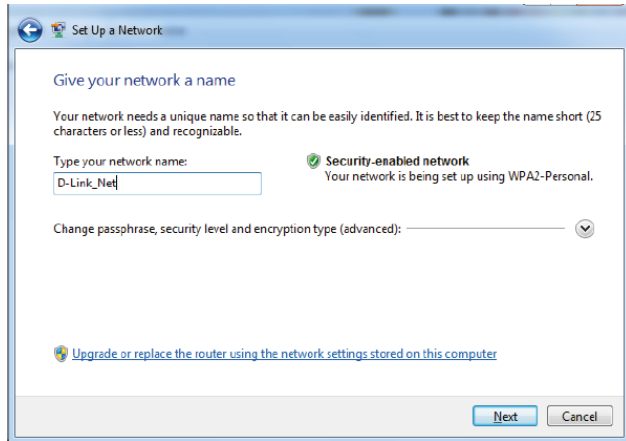 Set Up a Network
Give your network a name
Your network needs a unique name so that it can be easily identified. It is best to keep the name short (25
characters or less) and recognizable.
Type your network name:
Security-enabled network
D-Link_Net
Your network is being set up using WPA2-Personal.
Change passphrase, security level and encryption type (advanced):
Upgrade or replace the router using the network settings stored on this computer
Next
Cancel